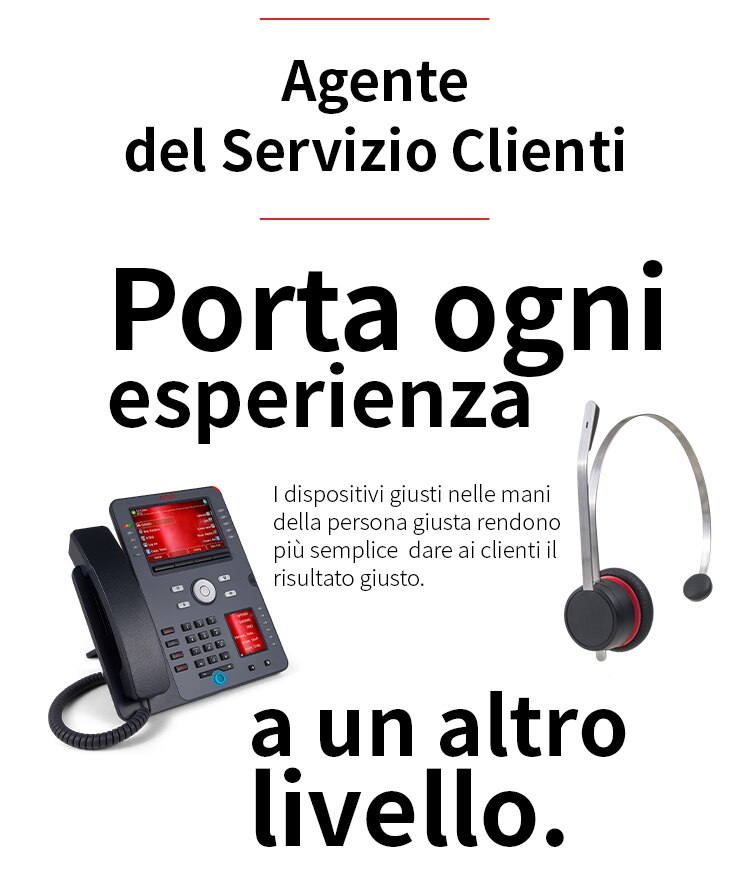 Agente
del Servizio Clienti
Porta ogni
esperienza
I dispositivi giusti nelle mani
della persona giusta rendono
più semplice  dare ai clienti il
risultato giusto.
a un altro
livello.